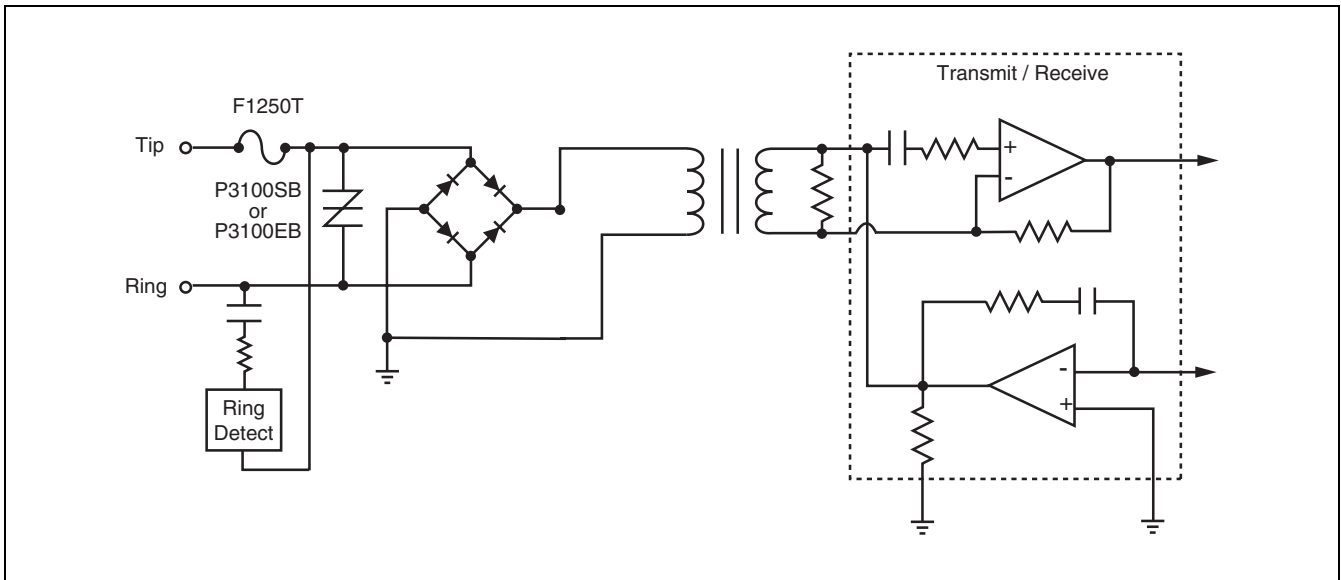 Transmit / Receive
F1250T
Tip
P3100SB
or
P3100EB
+
-
Ring
-
+
Ring
Detect